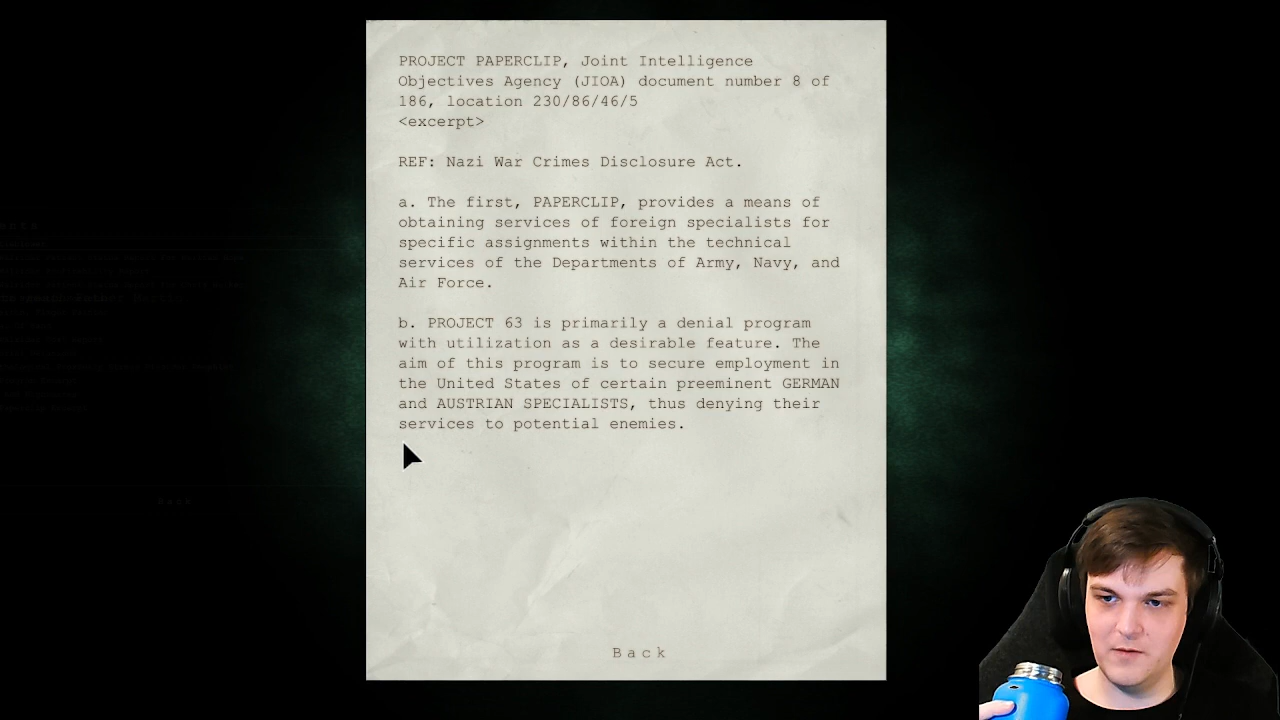 PROJECT PAPERCLIP, Joint Intelligence
Objectives Agency (JIOA) document number 8 of
186, location 230/86/46/5
<excerpt>
REF: Nazi War Crimes Disclosure Act.
a. The first, PAPERCLIP, provides a means of
obtaining services of foreign specialists for
specific assignments within the technical
services of the Departments of Army, Navy, and
Air Force.
b. PROJECT 63 is primarily a denial program
with utilization as a desirable feature. The
aim of this program is to secure employment in
the United States of certain preeminent GERMAN
and AUSTRIAN SPECIALISTS, thus denying their
services to potential enemies.
Back
Back